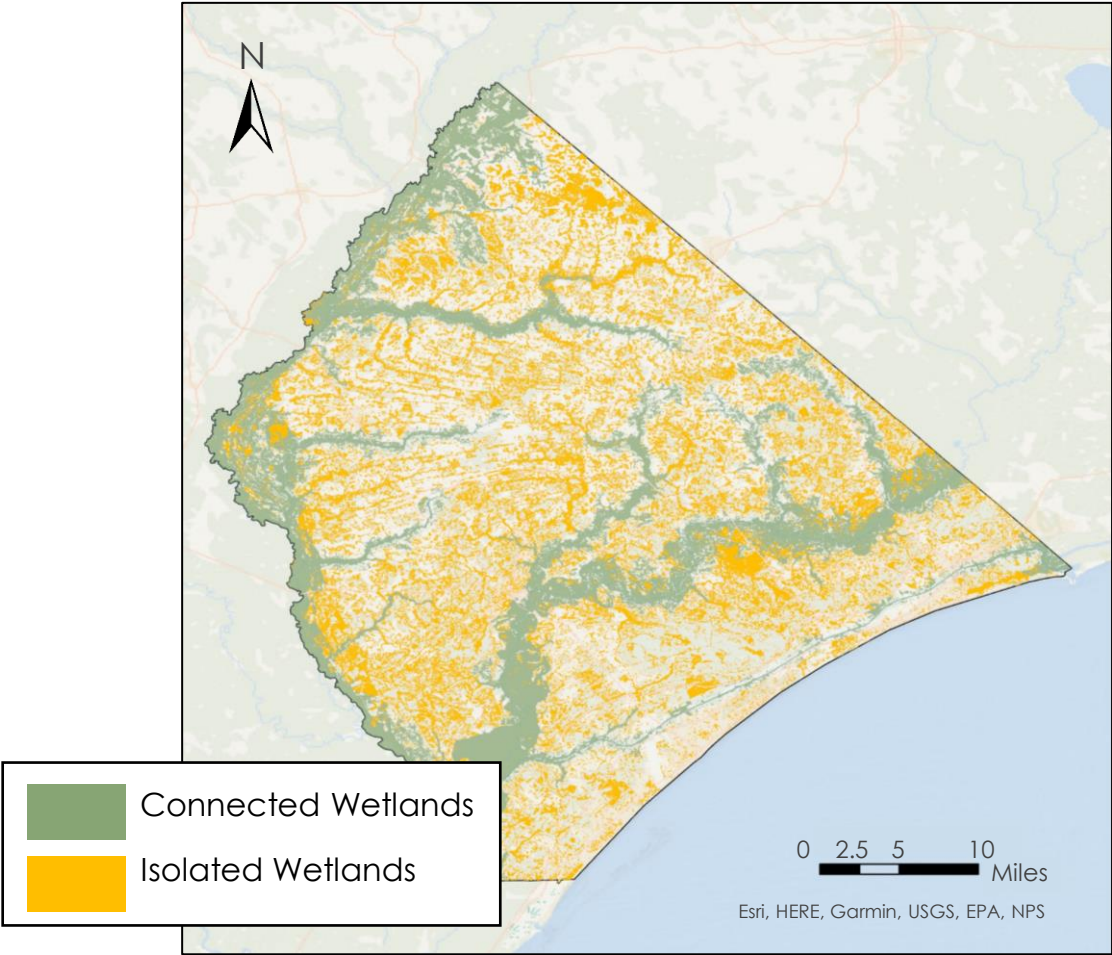 N
Connected Wetlands
Isolated Wetlands
0 2.5 5 10
Miles
Esri, HERE, Garmin, USGS, EPA, NPS